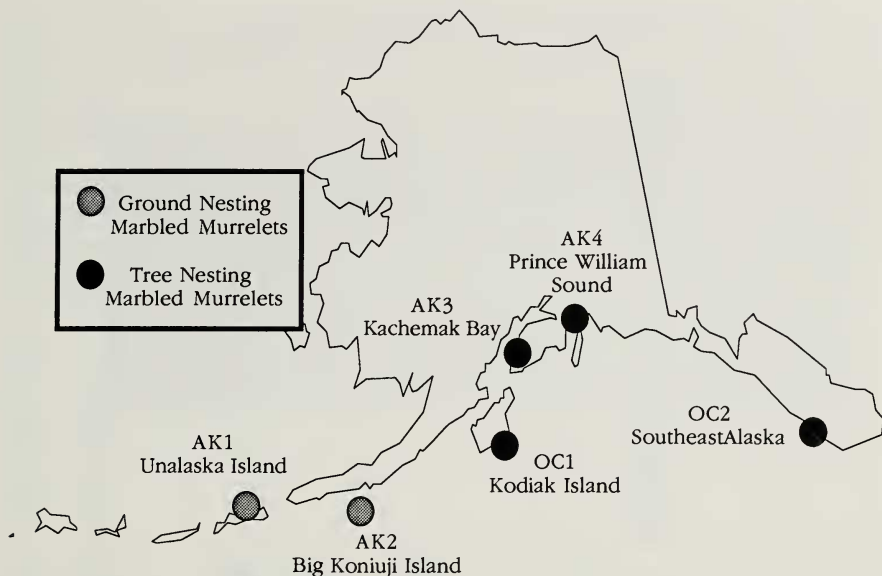 Ground Nesting
Marbled Murrelets
Tree Nesting
Marbled Murrelets
AK4
Prince William
Sound
AK3
Kachemak Bay
OC2
SoutheastAlaska
AK1
Unalaska Island
OC1
Kodiak Island
AK2
Big Koniuji Island